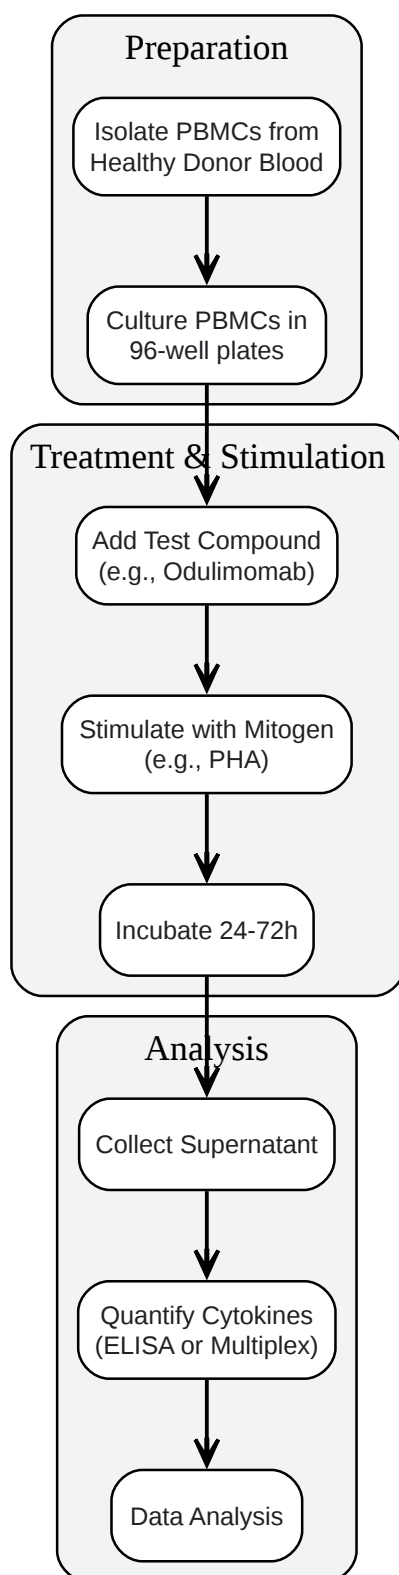 Preparation
Isolate PBMCs from
Healthy Donor Blood
Culture PBMCs in
96-well plates
Treatment & Stimulation
Add Test Compound
(e.g., Odulimomab)
Stimulate with Mitogen
(e.g., PHA)
Incubate 24-72h
Analysis
Collect Supernatant
Quantify Cytokines
(ELISA or Multiplex)
Data Analysis